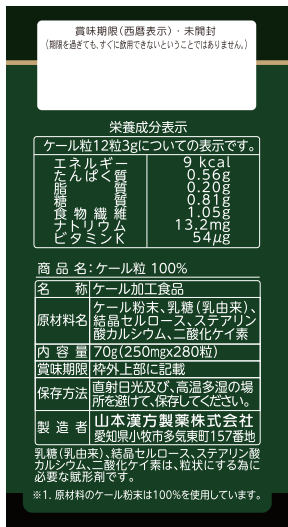 賞味期限(西暦表示)・未開封
(期限を過ぎても、すぐに飲用できないということではありません。)
栄養成分表示
ケール粒12粒3gについての表示です。
エネルギー 9 kcal
たんぱく質 0.56g
脂質 0.20g
糖質 0.81g
食物繊維 1.05g
ナトリウム 13.2mg
ビタミンK 54μg
商品名:ケール粒 100%
名称 ケール加工食品
原材料名 ケール粉末、乳糖(乳由来)、
結晶セルロース、ステアリン
酸カルシウム、二酸化ケイ素
内容量 70g(250mg×280粒)
賞味期限 枠外上部に記載
保存方法 直射日光及び、高温多湿の場
所を避けて、保存してください。
製造者 山本漢方製薬株式会社
愛知県小牧市多気東町157番地
乳糖(乳由来)、結晶セルロース、ステアリン酸
カルシウム、二酸化ケイ素は、粒状にする為に
必要な賦形剤です。
※1. 原材料のケール粉末は100%を使用しています。